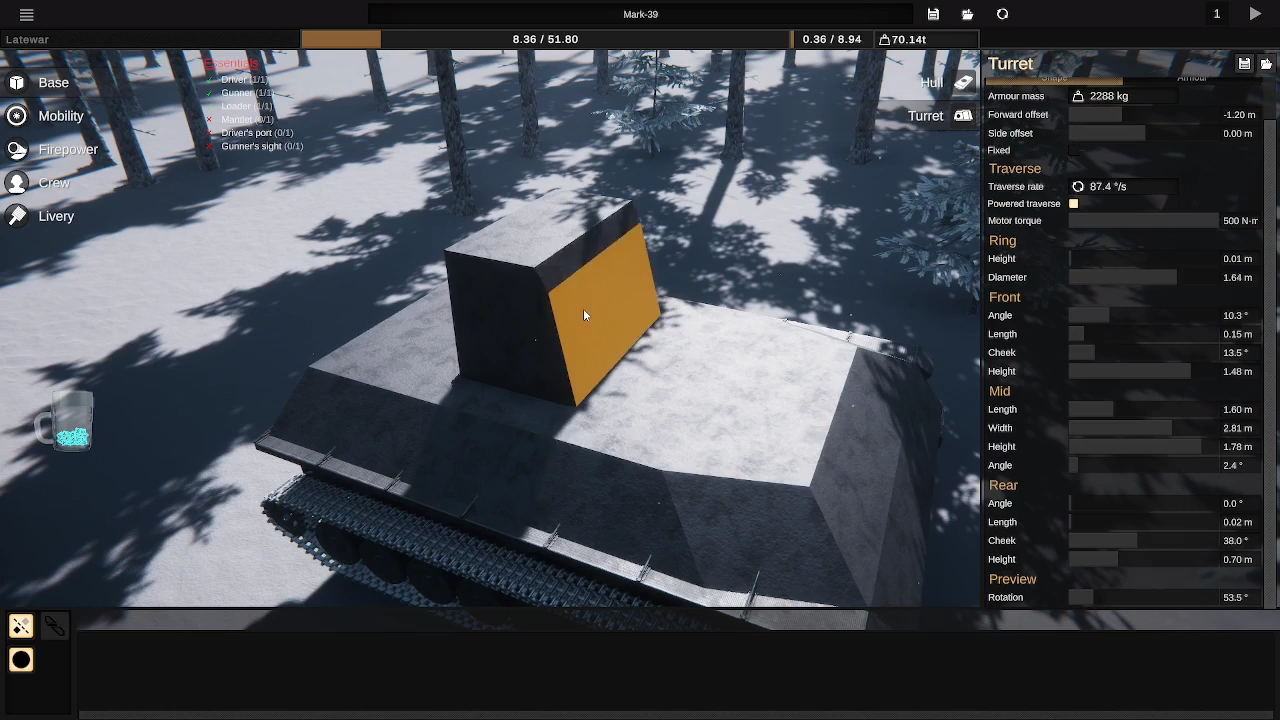 Mark-39
1
Latewar
8.36 / 51.80
0.36 / 8.94
70.14t
Essentials
Driver (1/1)
Gunner (1/1)
Loader (1/1)
Mantlet (0/1)
Driver's port (0/1)
Gunner's sight (0/1)
Base
Mobility
Firepower
Crew
Livery
Hull
Turret
Turret
Shape
Armour
Armour mass 2288 kg
Forward offset -1.20 m
Side offset 0.00 m
Fixed
Traverse
Traverse rate 87.4 °/s
Powered traverse
Motor torque 500 N·m
Ring
Height 0.01 m
Diameter 1.64 m
Front
Angle 10.3 °
Length 0.15 m
Cheek 13.5 °
Height 1.48 m
Mid
Length 1.60 m
Width 2.81 m
Height 1.78 m
Angle 2.4 °
Rear
Angle 0.0 °
Length 0.02 m
Cheek 38.0 °
Height 0.70 m
Preview
Rotation 53.5 °